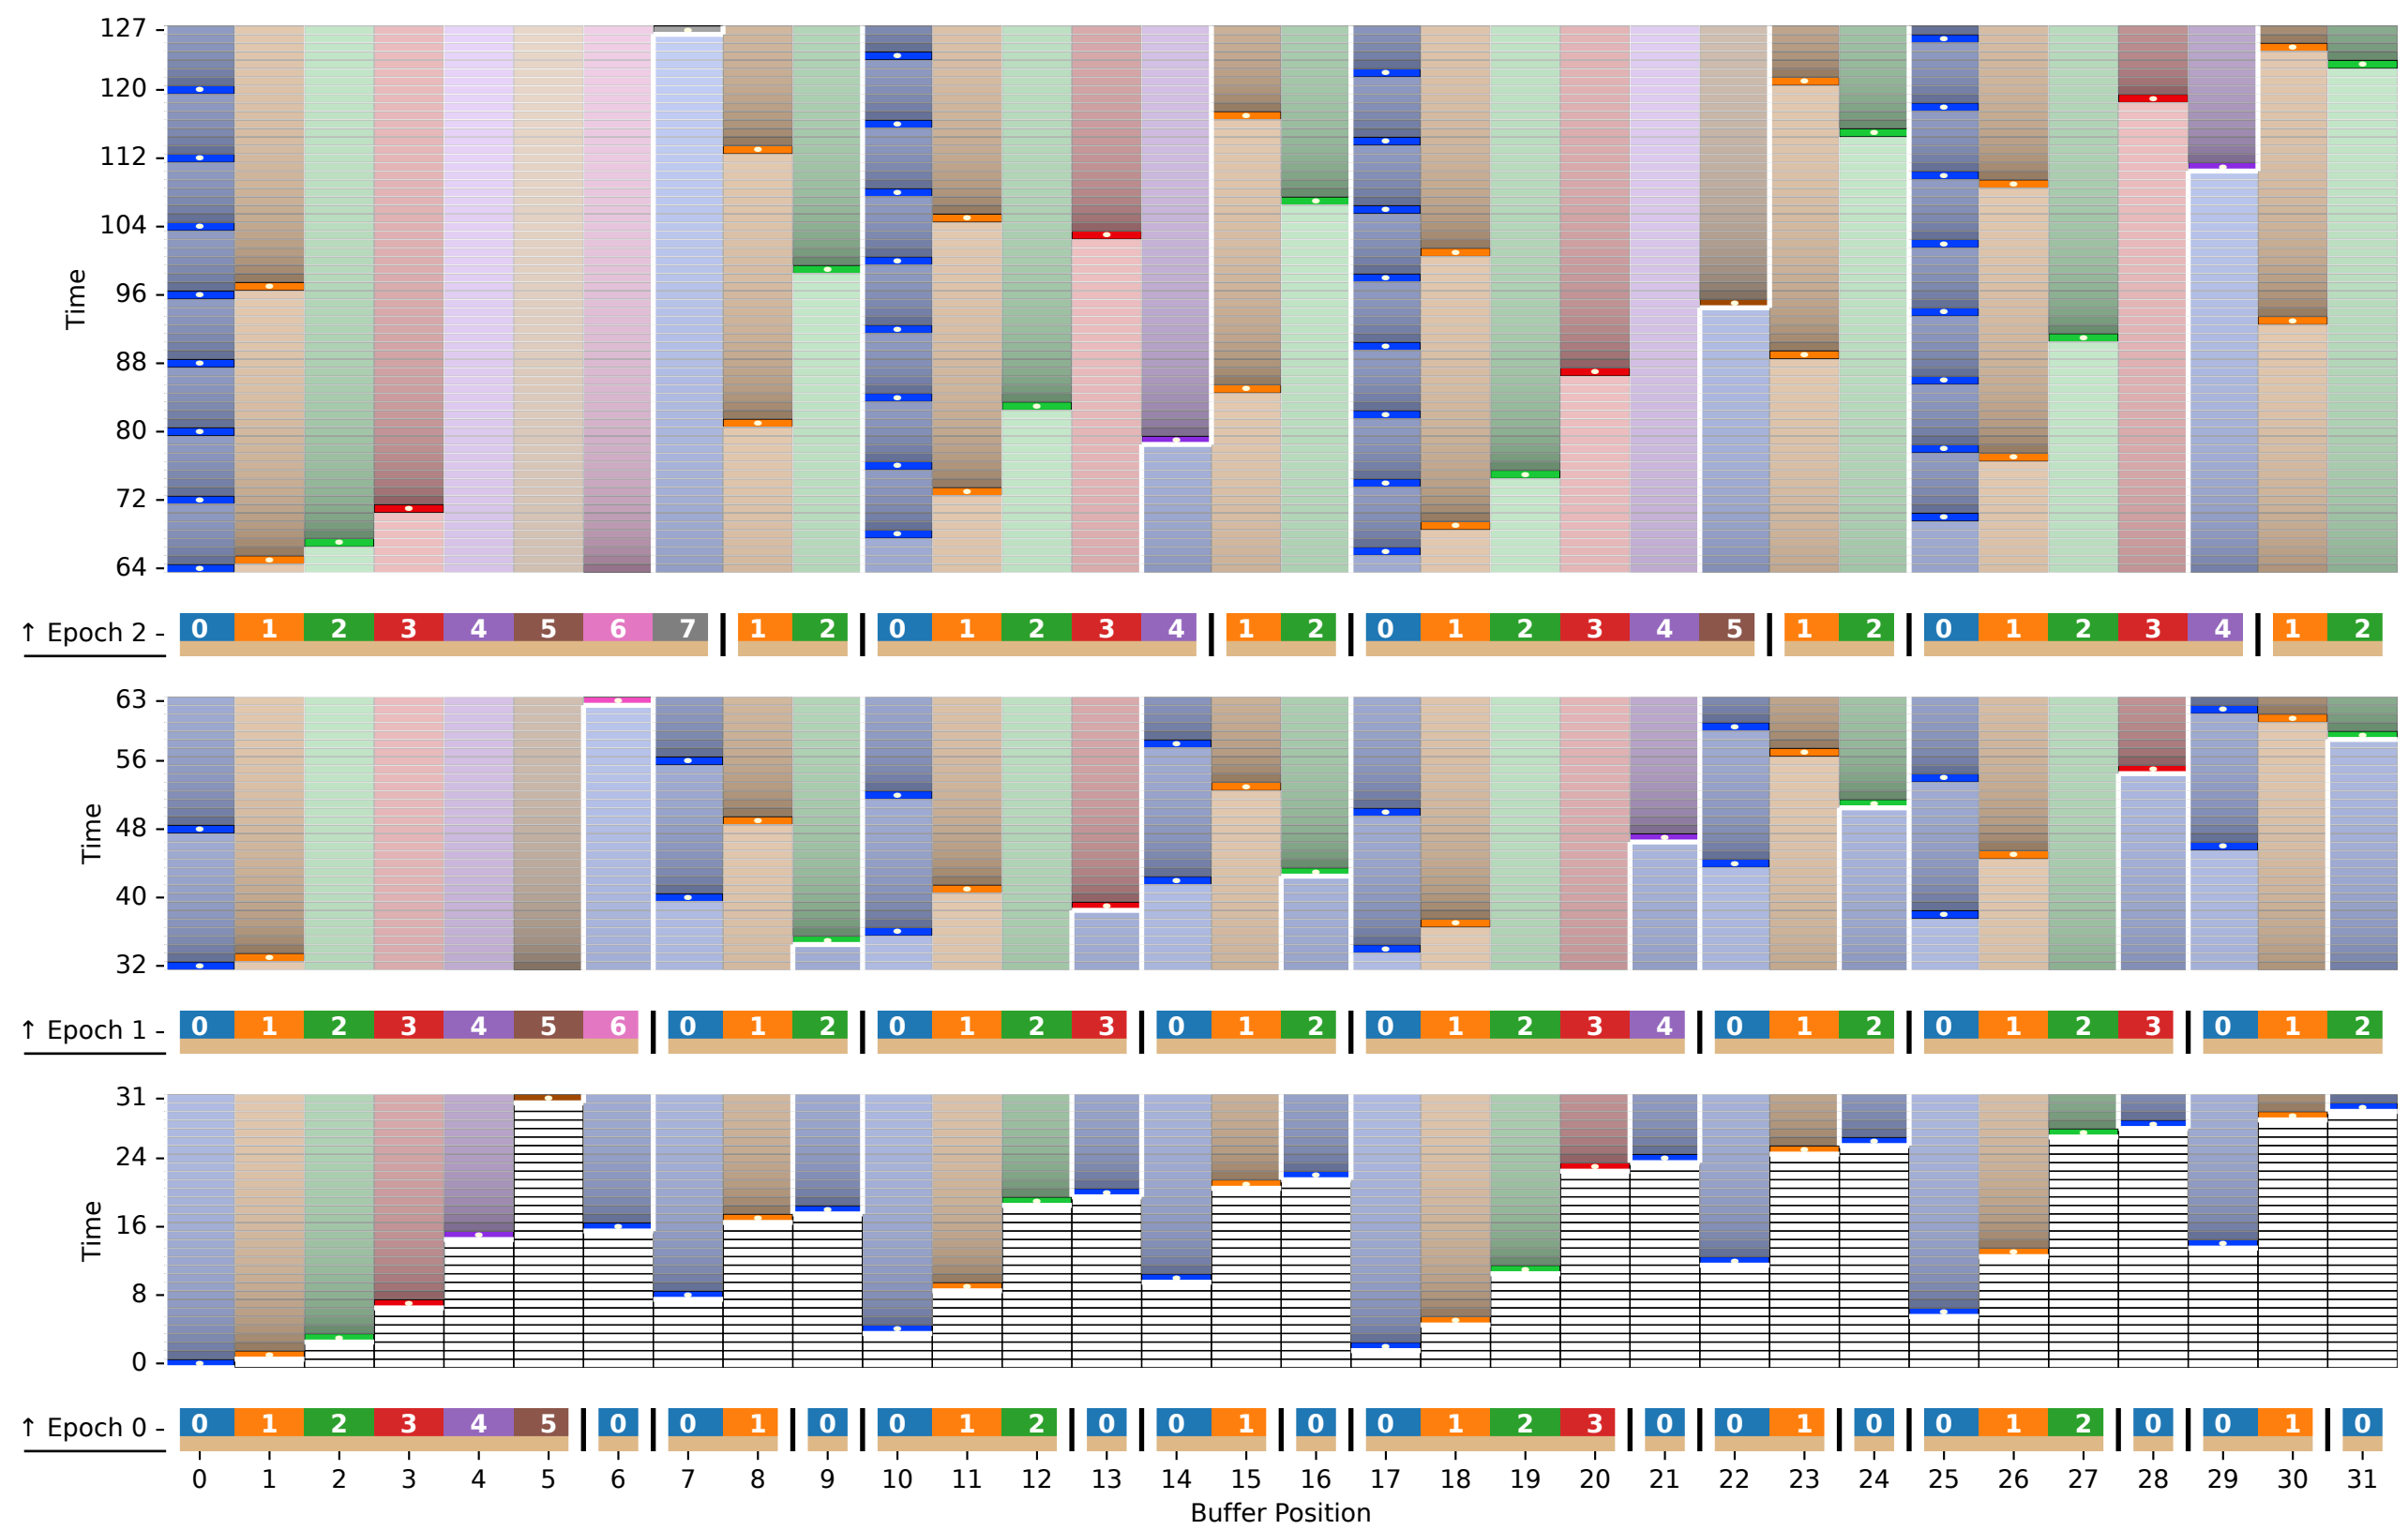 127
120
112
104
96
88
80
72
64
Time
↑ Epoch 2
0 1 2 3 4 5 6 7 1 2 0 1 2 3 4 1 2 0 1 2 3 4 5 1 2 0 1 2 3 4 1 2
63
56
48
40
32
Time
↑ Epoch 1
0 1 2 3 4 5 6 0 1 2 0 1 2 3 0 1 2 0 1 2 3 4 0 1 2 0 1 2 3 0 1 2
31
24
16
8
0
Time
↑ Epoch 0
0 1 2 3 4 5 0 0 1 0 0 1 2 0 0 1 0 0 1 2 3 0 0 1 0 0 1 2 0 0 1 0
0 1 2 3 4 5 6 7 8 9 10 11 12 13 14 15 16 17 18 19 20 21 22 23 24 25 26 27 28 29 30 31
Buffer Position